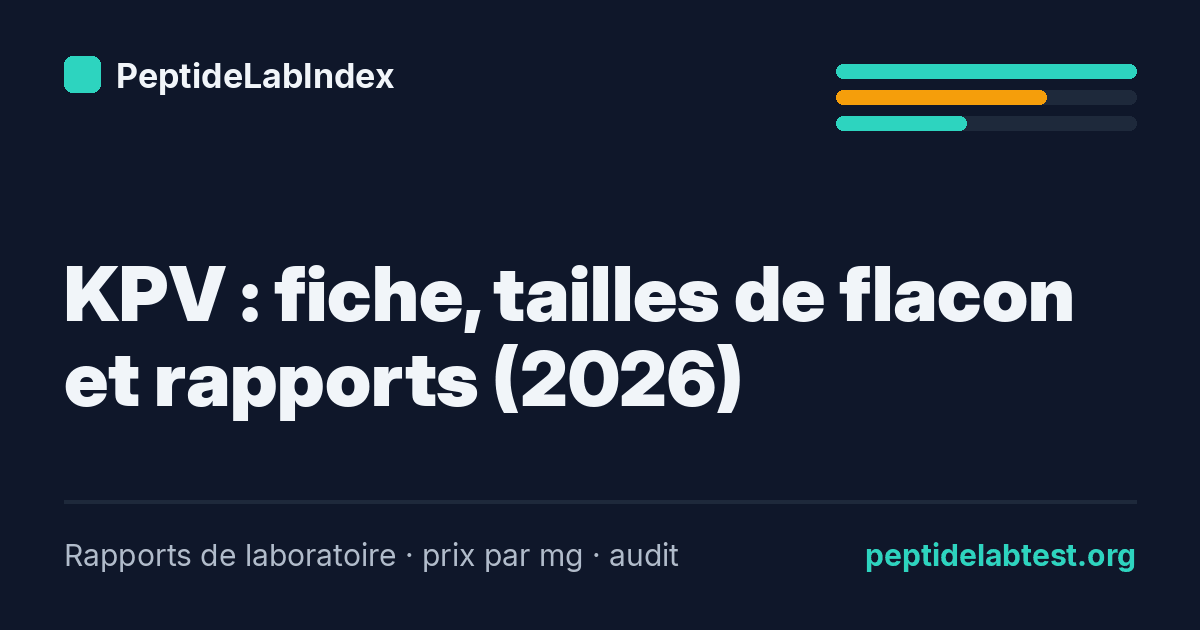 PeptideLabIndex
KPV : fiche, tailles de flacon
et rapports (2026)
Rapports de laboratoire · prix par mg · audit
peptidelabtest.org